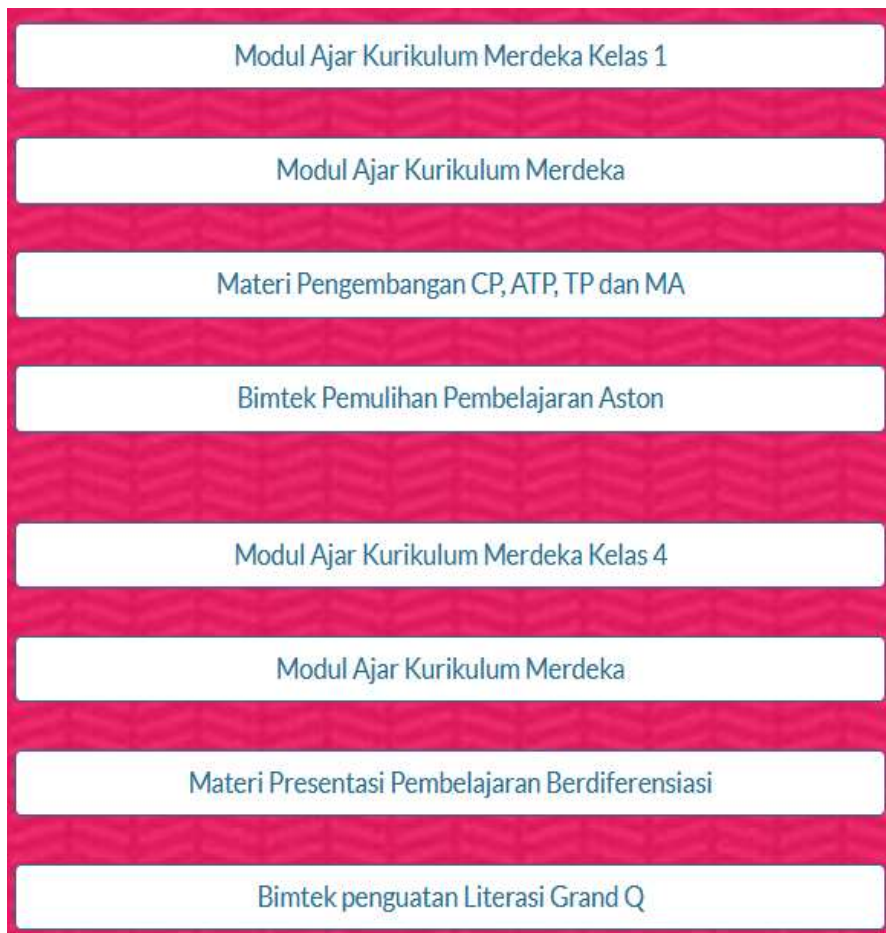 Modul Ajar Kurikulum Merdeka Kelas 1
Modul Ajar Kurikulum Merdeka
Materi Pengembangan CP, ATP, TP dan MA
Bimtek Pemulihan Pembelajaran Aston
Modul Ajar Kurikulum Merdeka Kelas 4
Modul Ajar Kurikulum Merdeka
Materi Presentasi Pembelajaran Berdiferensiasi
Bimtek penguatan Literasi Grand Q